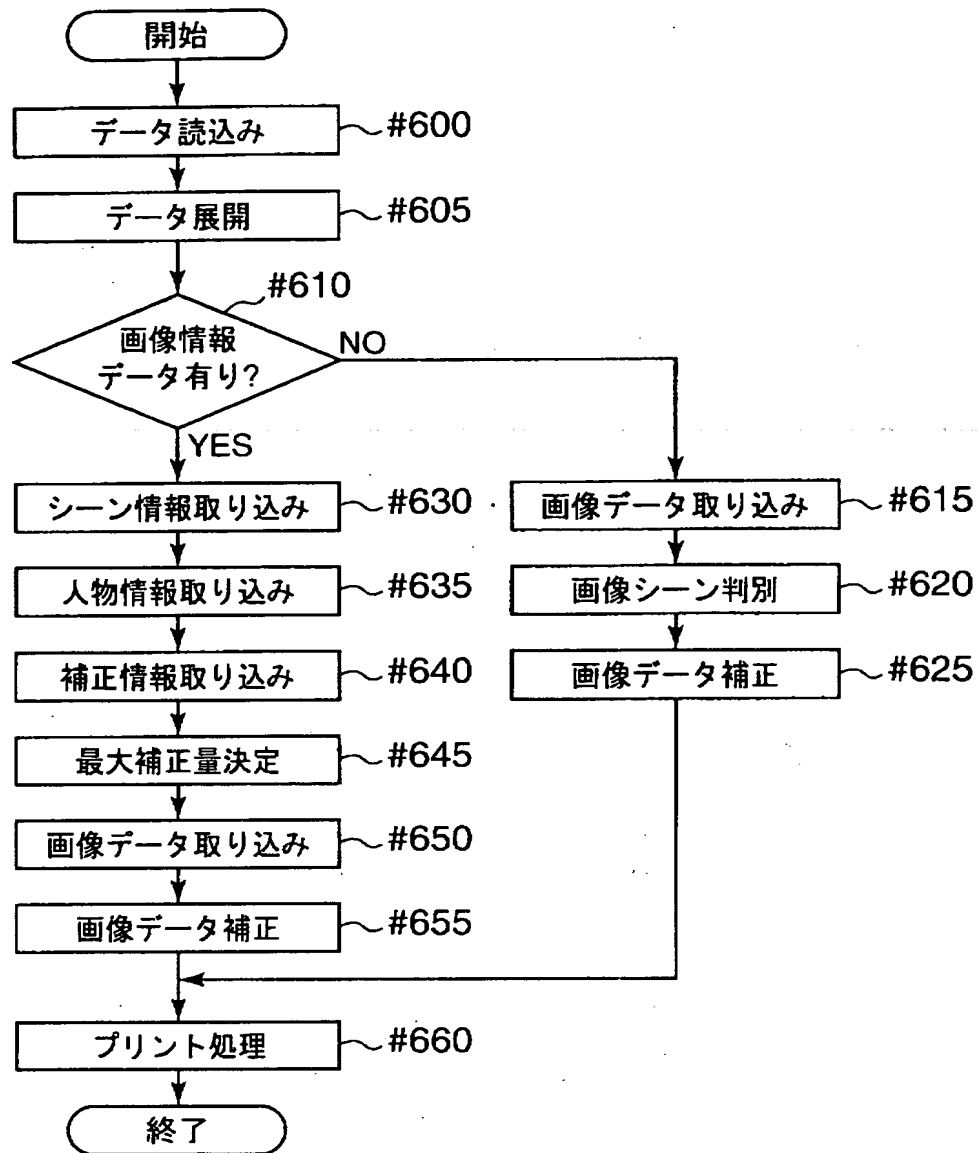 開始
データ読込み
#600
データ展開
#605
#610
画像情報
データ有り?
NO
YES
シーン情報取り込み
#630
人物情報取り込み
#635
補正情報取り込み
#640
最大補正量決定
#645
画像データ取り込み
#650
画像データ補正
#655
画像データ取り込み
#615
画像シーン判別
#620
画像データ補正
#625
プリント処理
#660
終了